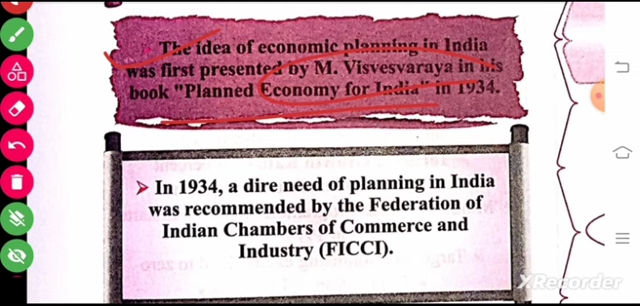 The idea of economic planning in India
was first presented by M. Visvesvaraya in his
book "Planned Economy for India" in 1934.
➤ In 1934, a dire need of planning in India
was recommended by the Federation of
Indian Chambers of Commerce and
Industry (FICCI).
XRecorder